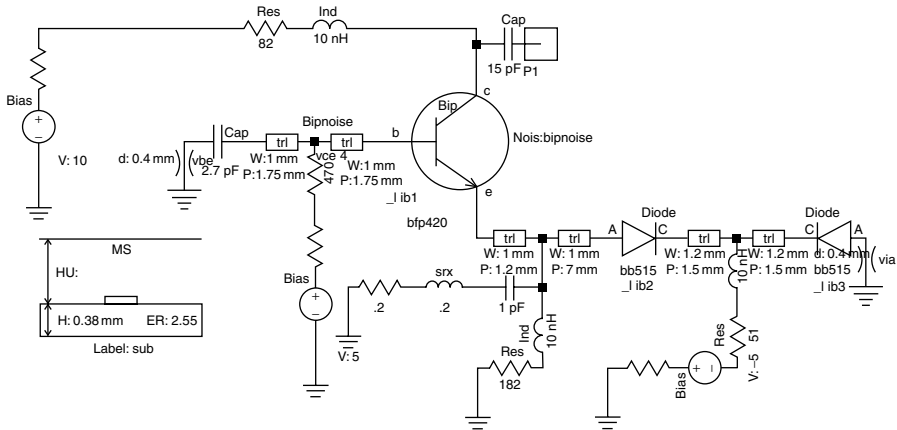 Res
82
Ind
10 nH
Cap
15 pF
P1
Bias
+
−
V: 10
d: 0.4 mm
vbe
Cap
2.7 pF
trl
W:1 mm
P:1.75 mm
Bipnoise
vce 4
470
trl
W:1 mm
P:1.75 mm
_l ib1
b
Bip
c
e
Nois:bipnoise
bfp420
MS
HU:
H: 0.38 mm
ER: 2.55
Label: sub
Bias
+
−
V: 5
.2
srx
.2
1 pF
trl
W: 1 mm
P: 1.2 mm
trl
W: 1 mm
P: 7 mm
Ind
10 nH
Res
182
A
Diode
C
bb515
_l ib2
trl
W: 1.2 mm
P: 1.5 mm
10 nH
trl
W: 1.2 mm
P: 1.5 mm
Diode
C
A
d: 0.4 mm
bb515
_l ib3
via
Res
51
V: −5
Bias
+
−